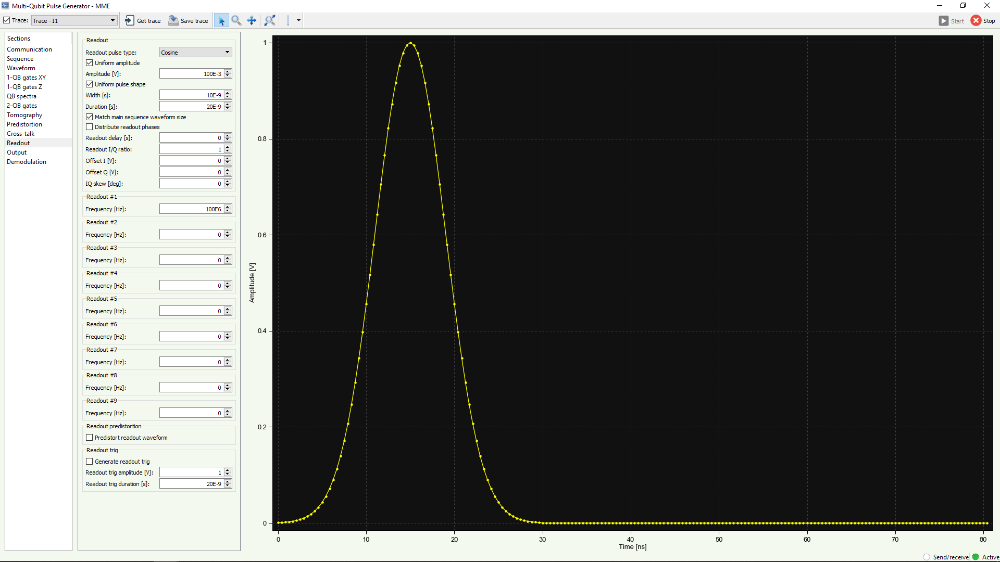 Multi-Qubit Pulse Generator - MME
Trace: Trace - I1 Get trace Save trace Start Stop
Sections
Communication
Sequence
Waveform
1-QB gates XY
1-QB gates Z
QB spectra
2-QB gates
Tomography
Predistortion
Cross-talk
Readout
Output
Demodulation
Readout
Readout pulse type: Cosine
Uniform amplitude
Amplitude [V]: 100E-3
Uniform pulse shape
Width [s]: 10E-9
Duration [s]: 20E-9
Match main sequence waveform size
Distribute readout phases
Readout delay [s]: 0
Readout I/Q ratio: 1
Offset I [V]: 0
Offset Q [V]: 0
IQ skew [deg]: 0
Readout #1
Frequency [Hz]: 100E6
Readout #2
Frequency [Hz]: 0
Readout #3
Frequency [Hz]: 0
Readout #4
Frequency [Hz]: 0
Readout #5
Frequency [Hz]: 0
Readout #6
Frequency [Hz]: 0
Readout #7
Frequency [Hz]: 0
Readout #8
Frequency [Hz]: 0
Readout #9
Frequency [Hz]: 0
Readout predistortion
Predistort readout waveform
Readout trig
Generate readout trig
Readout trig amplitude [V]: 1
Readout trig duration [s]: 20E-9
Amplitude [V]
1
0.8
0.6
0.4
0.2
0
0 10 20 30 40 50 60 70 80
Time [ns]
Send/receive Active